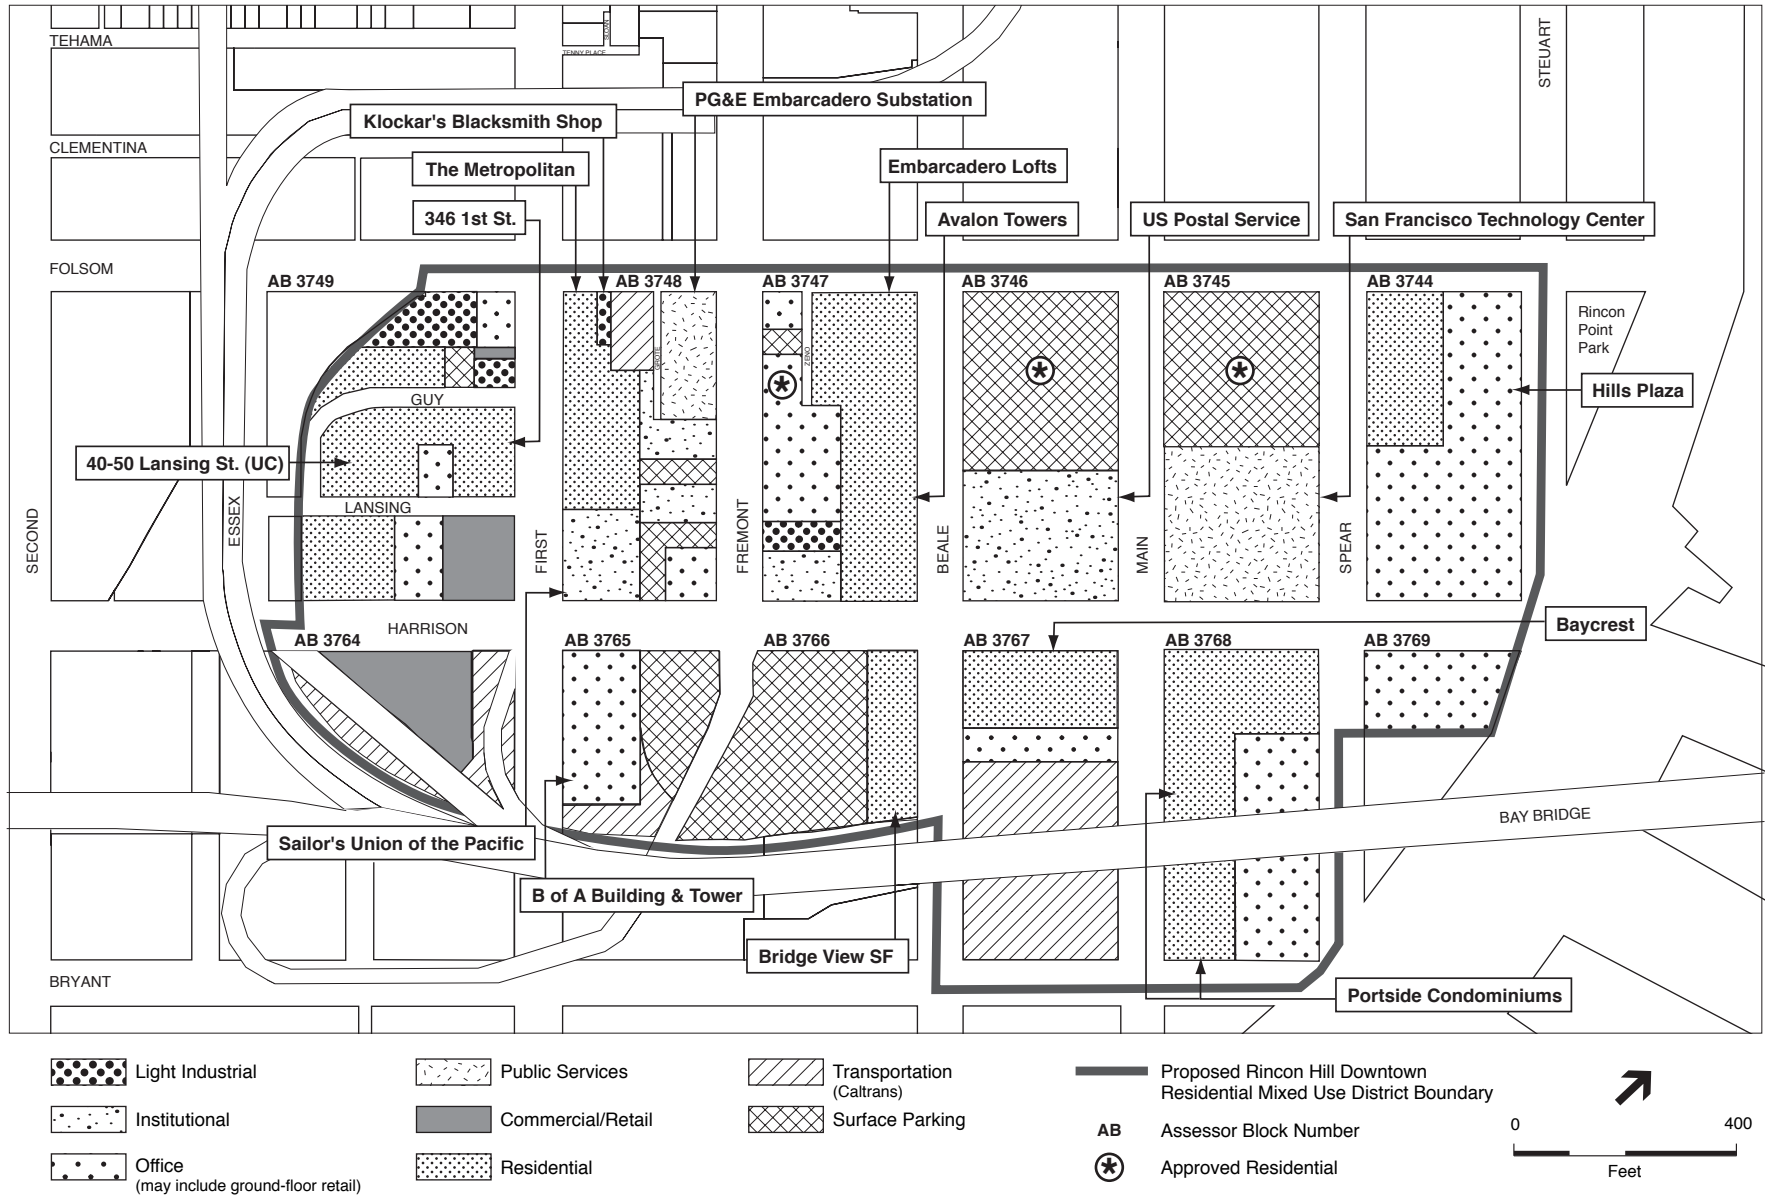 TEHAMA
SLOAN
TENNY PLACE
STEUART
PG&E Embarcadero Substation
Klockar's Blacksmith Shop
CLEMENTINA
The Metropolitan
Embarcadero Lofts
346 1st St.
Avalon Towers
US Postal Service
San Francisco Technology Center
FOLSOM
AB 3749
AB 3748
AB 3747
AB 3746
AB 3745
AB 3744
Rincon
Point
Park
GROTE
ZENO
Hills Plaza
GUY
40-50 Lansing St. (UC)
LANSING
SECOND
ESSEX
FIRST
FREMONT
BEALE
MAIN
SPEAR
HARRISON
Baycrest
AB 3764
AB 3765
AB 3766
AB 3767
AB 3768
AB 3769
BAY BRIDGE
Sailor's Union of the Pacific
B of A Building & Tower
Bridge View SF
BRYANT
Portside Condominiums
Light Industrial
Institutional
Office
(may include ground-floor retail)
Public Services
Commercial/Retail
Residential
Transportation
(Caltrans)
Surface Parking
Proposed Rincon Hill Downtown
Residential Mixed Use District Boundary
AB Assessor Block Number
Approved Residential
0 400
Feet